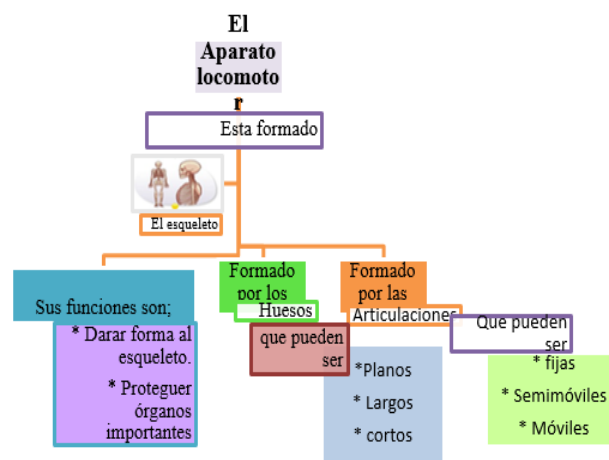 El
Aparato
locomoto
r
Esta formado
El esqueleto
Sus funciones son;
* Darar forma al
esqueleto.
* Proteguer
órganos
importantes
Formado
por los
Huesos
que pueden
ser
*Planos
* Largos
* cortos
Formado
por las
Articulaciones
Que pueden
ser
* fijas
* Semimóviles
* Móviles